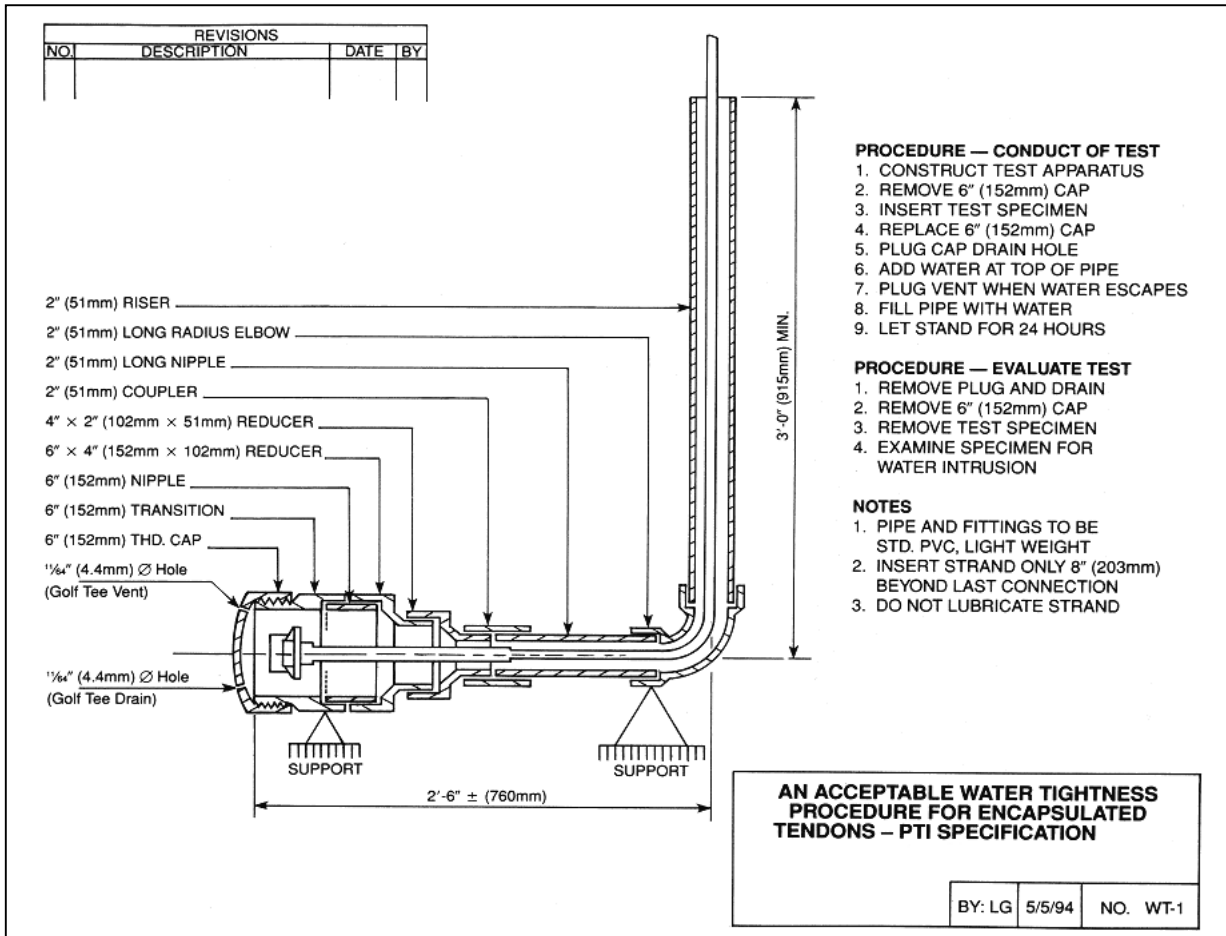 REVISIONS
NO. DESCRIPTION DATE BY
2″ (51mm) RISER
2″ (51mm) LONG RADIUS ELBOW
2″ (51mm) LONG NIPPLE
2″ (51mm) COUPLER
4″ × 2″ (102mm × 51mm) REDUCER
6″ × 4″ (152mm × 102mm) REDUCER
6″ (152mm) NIPPLE
6″ (152mm) TRANSITION
6″ (152mm) THD. CAP
11/64″ (4.4mm) Ø Hole
(Golf Tee Vent)
11/64″ (4.4mm) Ø Hole
(Golf Tee Drain)
SUPPORT
SUPPORT
2′-6″ ± (760mm)
3′-0″ (915mm) MIN.
PROCEDURE — CONDUCT OF TEST
1. CONSTRUCT TEST APPARATUS
2. REMOVE 6″ (152mm) CAP
3. INSERT TEST SPECIMEN
4. REPLACE 6″ (152mm) CAP
5. PLUG CAP DRAIN HOLE
6. ADD WATER AT TOP OF PIPE
7. PLUG VENT WHEN WATER ESCAPES
8. FILL PIPE WITH WATER
9. LET STAND FOR 24 HOURS
PROCEDURE — EVALUATE TEST
1. REMOVE PLUG AND DRAIN
2. REMOVE 6″ (152mm) CAP
3. REMOVE TEST SPECIMEN
4. EXAMINE SPECIMEN FOR
WATER INTRUSION
NOTES
1. PIPE AND FITTINGS TO BE
STD. PVC, LIGHT WEIGHT
2. INSERT STRAND ONLY 8″ (203mm)
BEYOND LAST CONNECTION
3. DO NOT LUBRICATE STRAND
AN ACCEPTABLE WATER TIGHTNESS
PROCEDURE FOR ENCAPSULATED
TENDONS – PTI SPECIFICATION
BY: LG 5/5/94 NO. WT-1